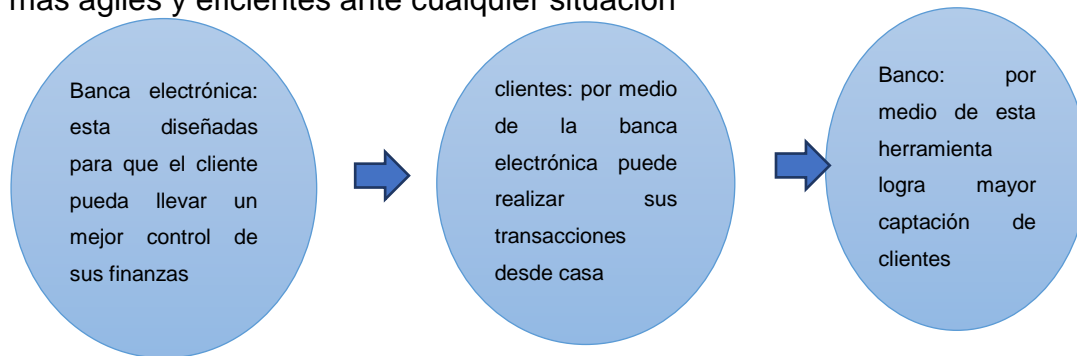 más ágiles y eficientes ante cualquier situación
Banca electrónica:
esta diseñadas
para que el cliente
pueda llevar un
mejor control de
sus finanzas
clientes: por medio
de la banca
electrónica puede
realizar sus
transacciones
desde casa
Banco: por
medio de esta
herramienta
logra mayor
captación de
clientes